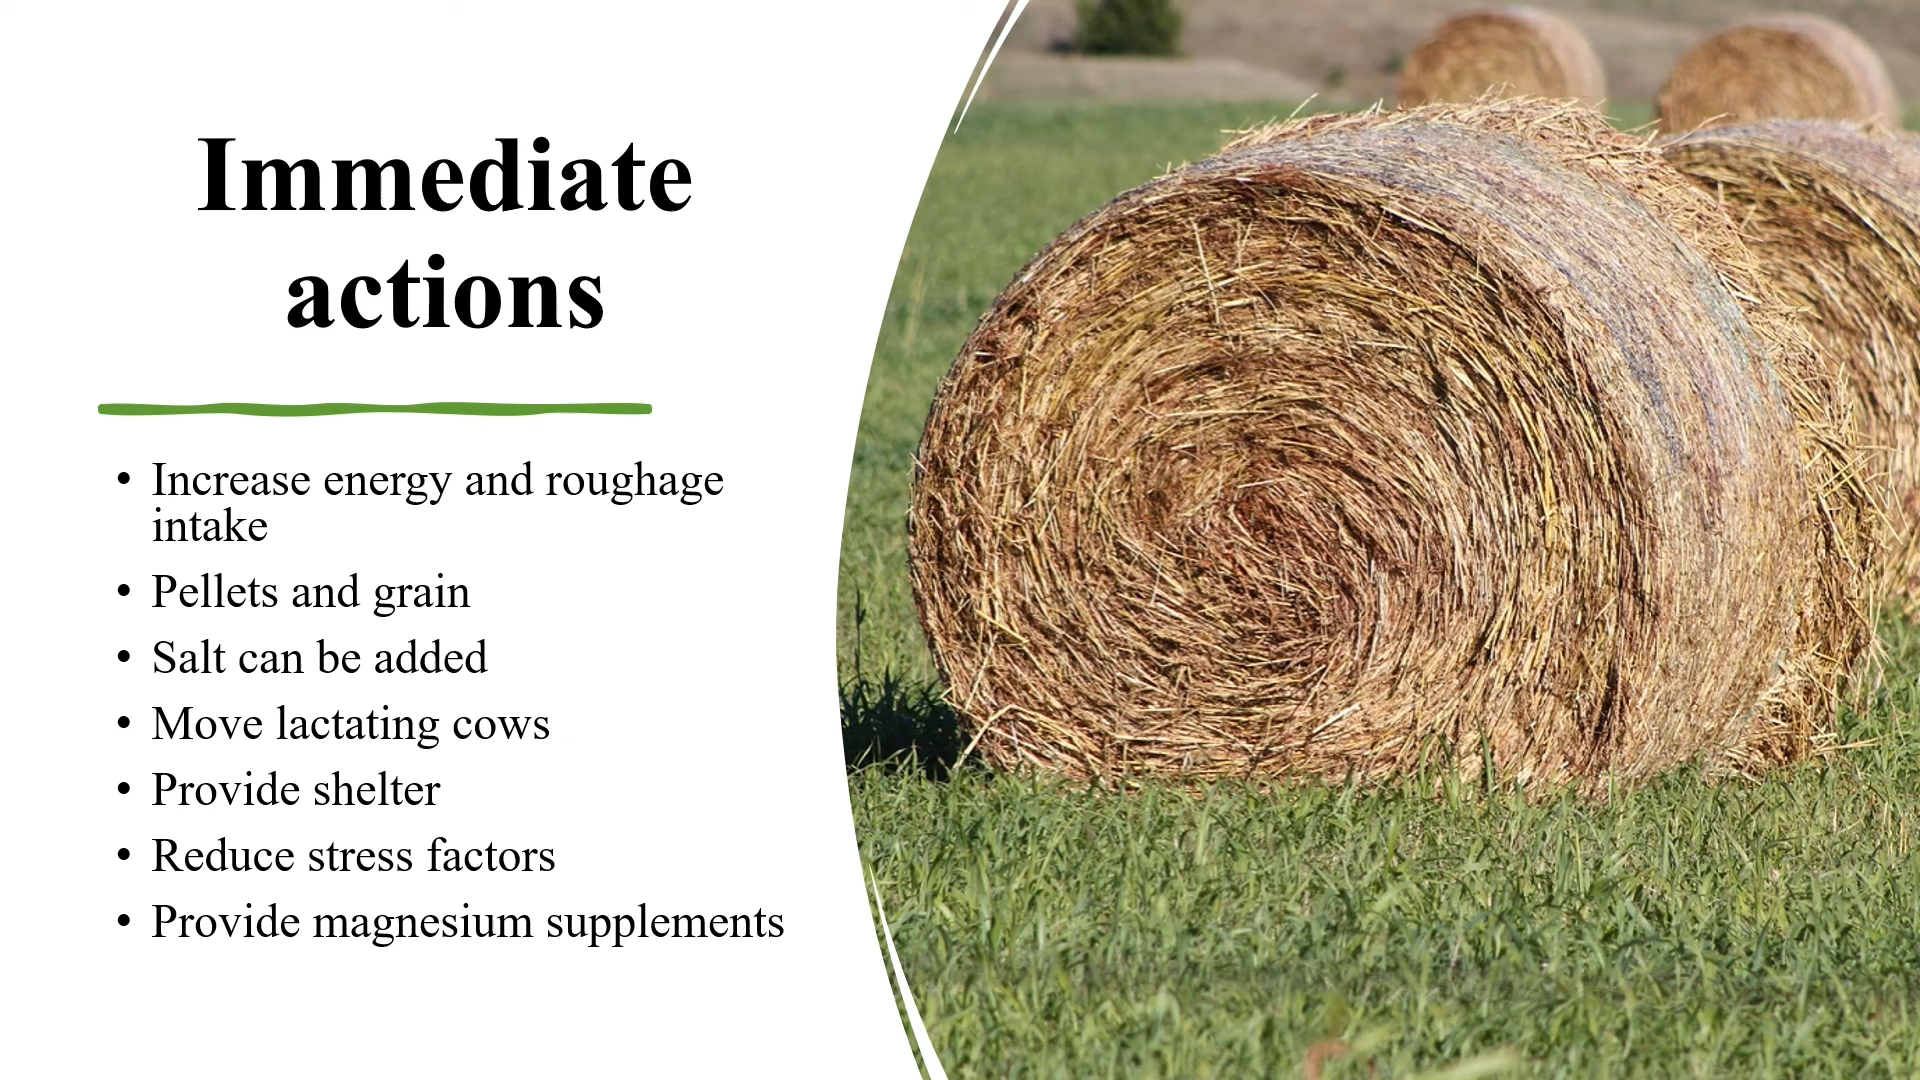 Immediate
actions
• Increase energy and roughage
intake
• Pellets and grain
• Salt can be added
• Move lactating cows
• Provide shelter
• Reduce stress factors
• Provide magnesium supplements